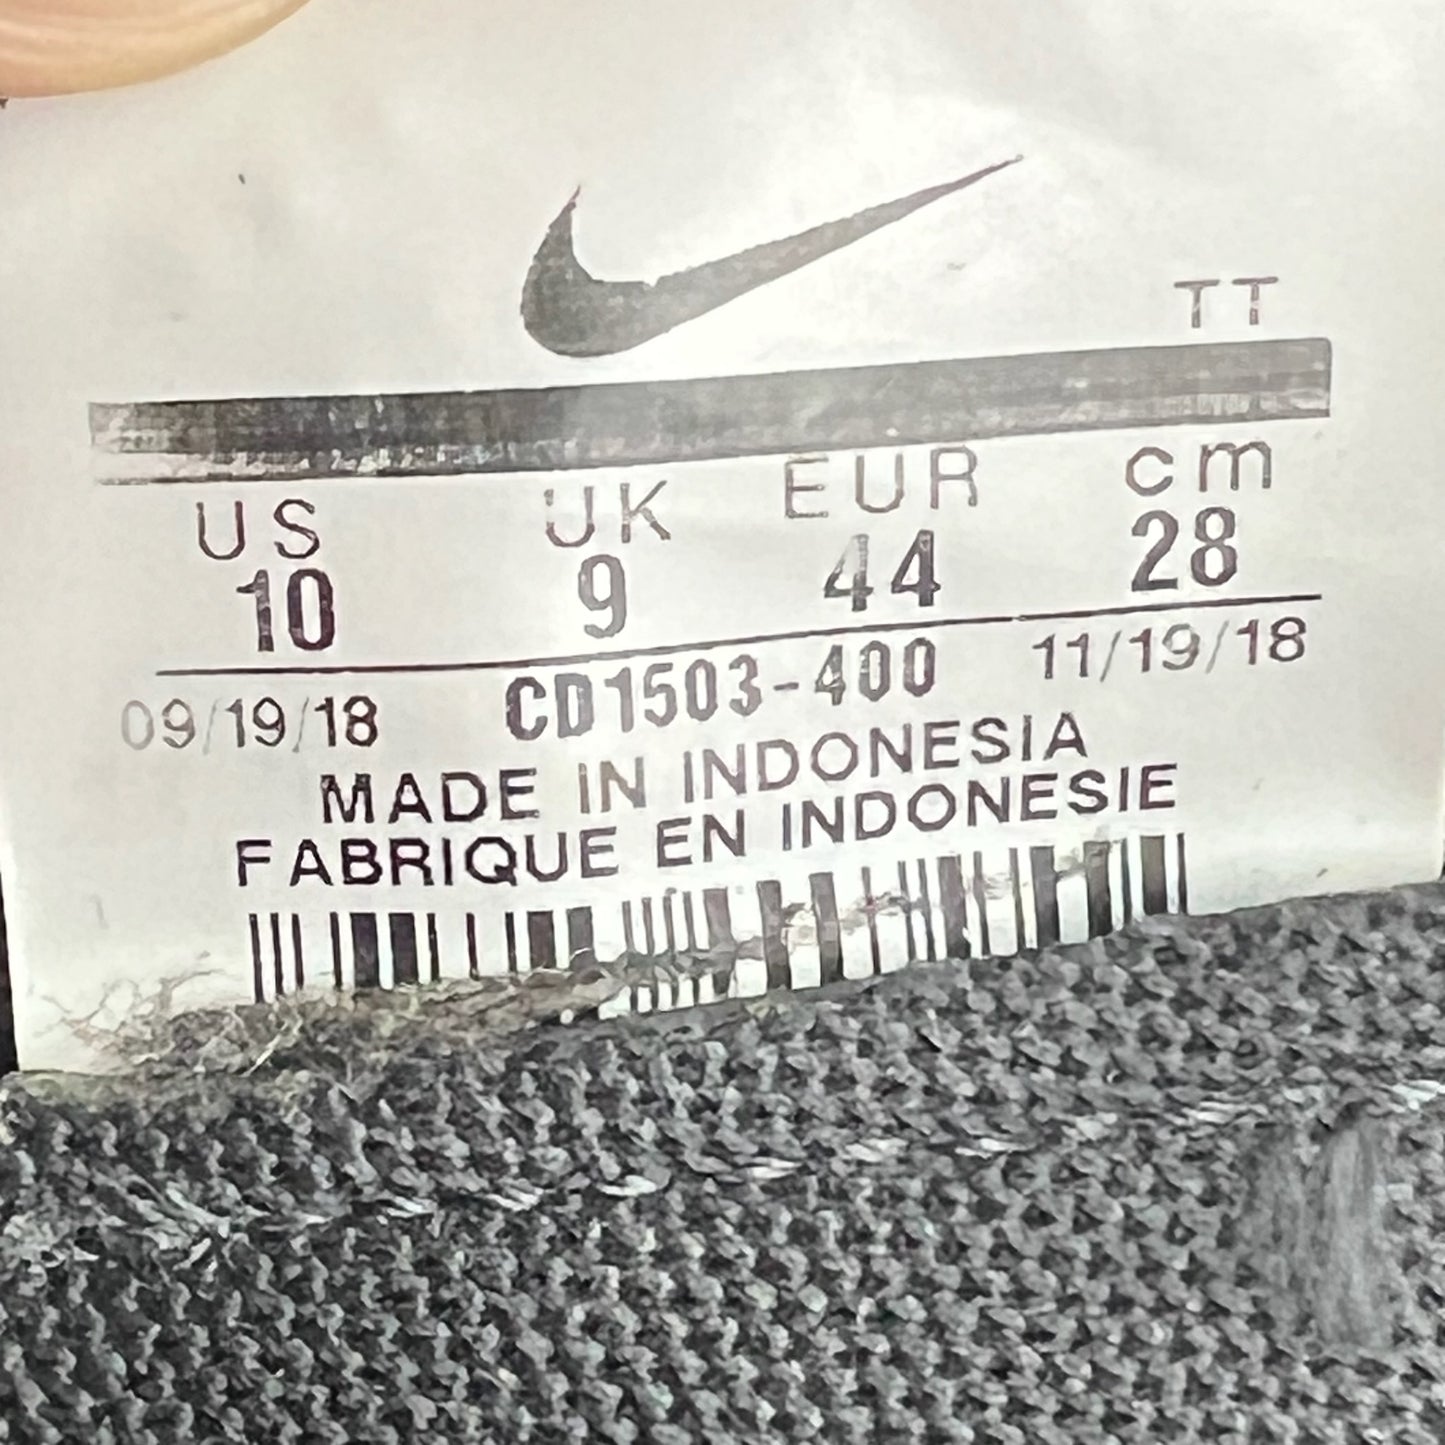 TT
US UK EUR cm
10 9 44 28
09/19/18 CD1503-400 11/19/18
MADE IN INDONESIA
FABRIQUE EN INDONESIE